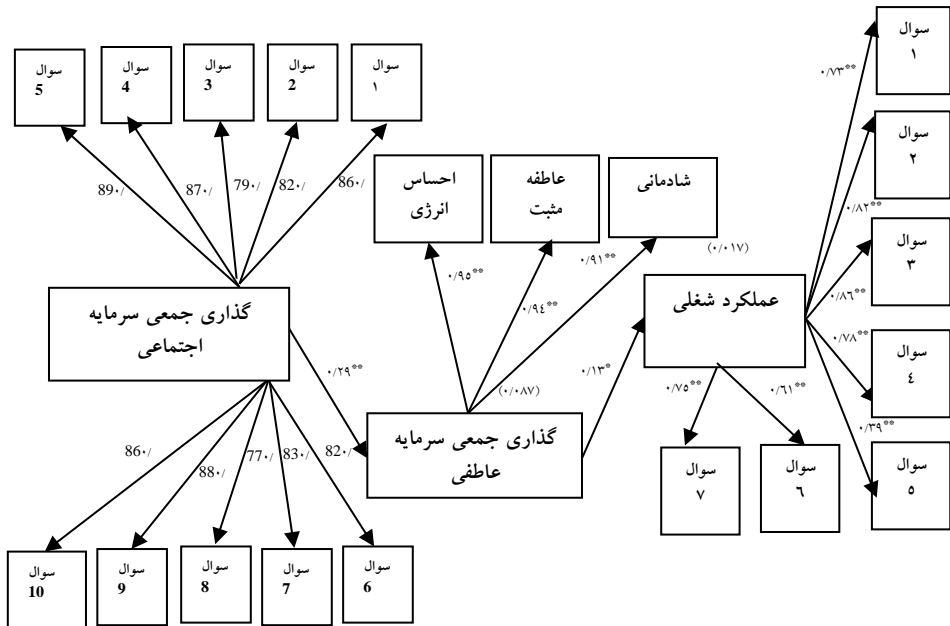 سوال
5
سوال
4
سوال
3
سوال
2
سوال
۱
89۰/
87۰/
79۰/
82۰/
86۰/
گذاری جمعی سرمایه
اجتماعی
86۰/
88۰/
77۰/
83۰/
82۰/
سوال
10
سوال
9
سوال
8
سوال
7
سوال
6
۰/۲۹**
احساس
انرژی
عاطفه
مثبت
شادمانی
۰/۹۵**
۰/۹٤**
۰/۹۱**
(۰/۰۸۷)
گذاری جمعی سرمایه
عاطفی
۰/۱۳*
(۰/۰۱۷)
عملکرد شغلی
۰/۷۳**
۰/۸۲**
۰/۸٦**
۰/۷۸**
۰/۳۹**
۰/۷۵**
۰/٦۱**
سوال
۱
سوال
۲
سوال
۳
سوال
٤
سوال
۵
سوال
٦
سوال
۷